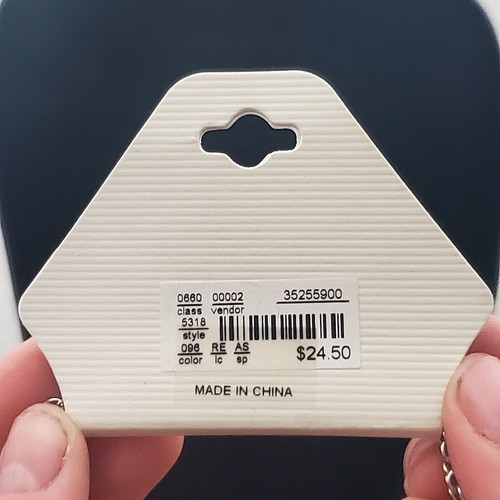 0660 00002 35255900
class vendor
5318
style
096 RE AS
color lc sp $24.50
MADE IN CHINA